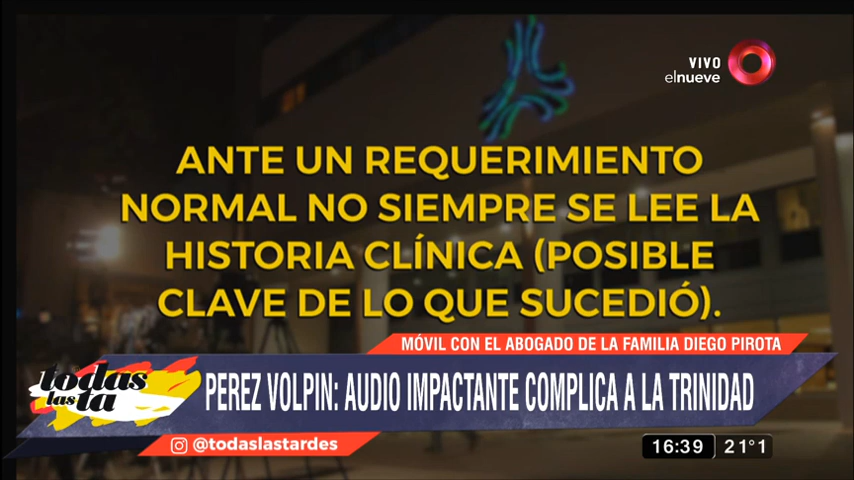 VIVO
elnueve
ANTE UN REQUERIMIENTO
NORMAL NO SIEMPRE SE LEE LA
HISTORIA CLÍNICA (POSIBLE
CLAVE DE LO QUE SUCEDIÓ).
MÓVIL CON EL ABOGADO DE LA FAMILIA DIEGO PIROTA
todas
las
ta
PEREZ VOLPIN: AUDIO IMPACTANTE COMPLICA A LA TRINIDAD
@todaslastardes
16:39 21°1